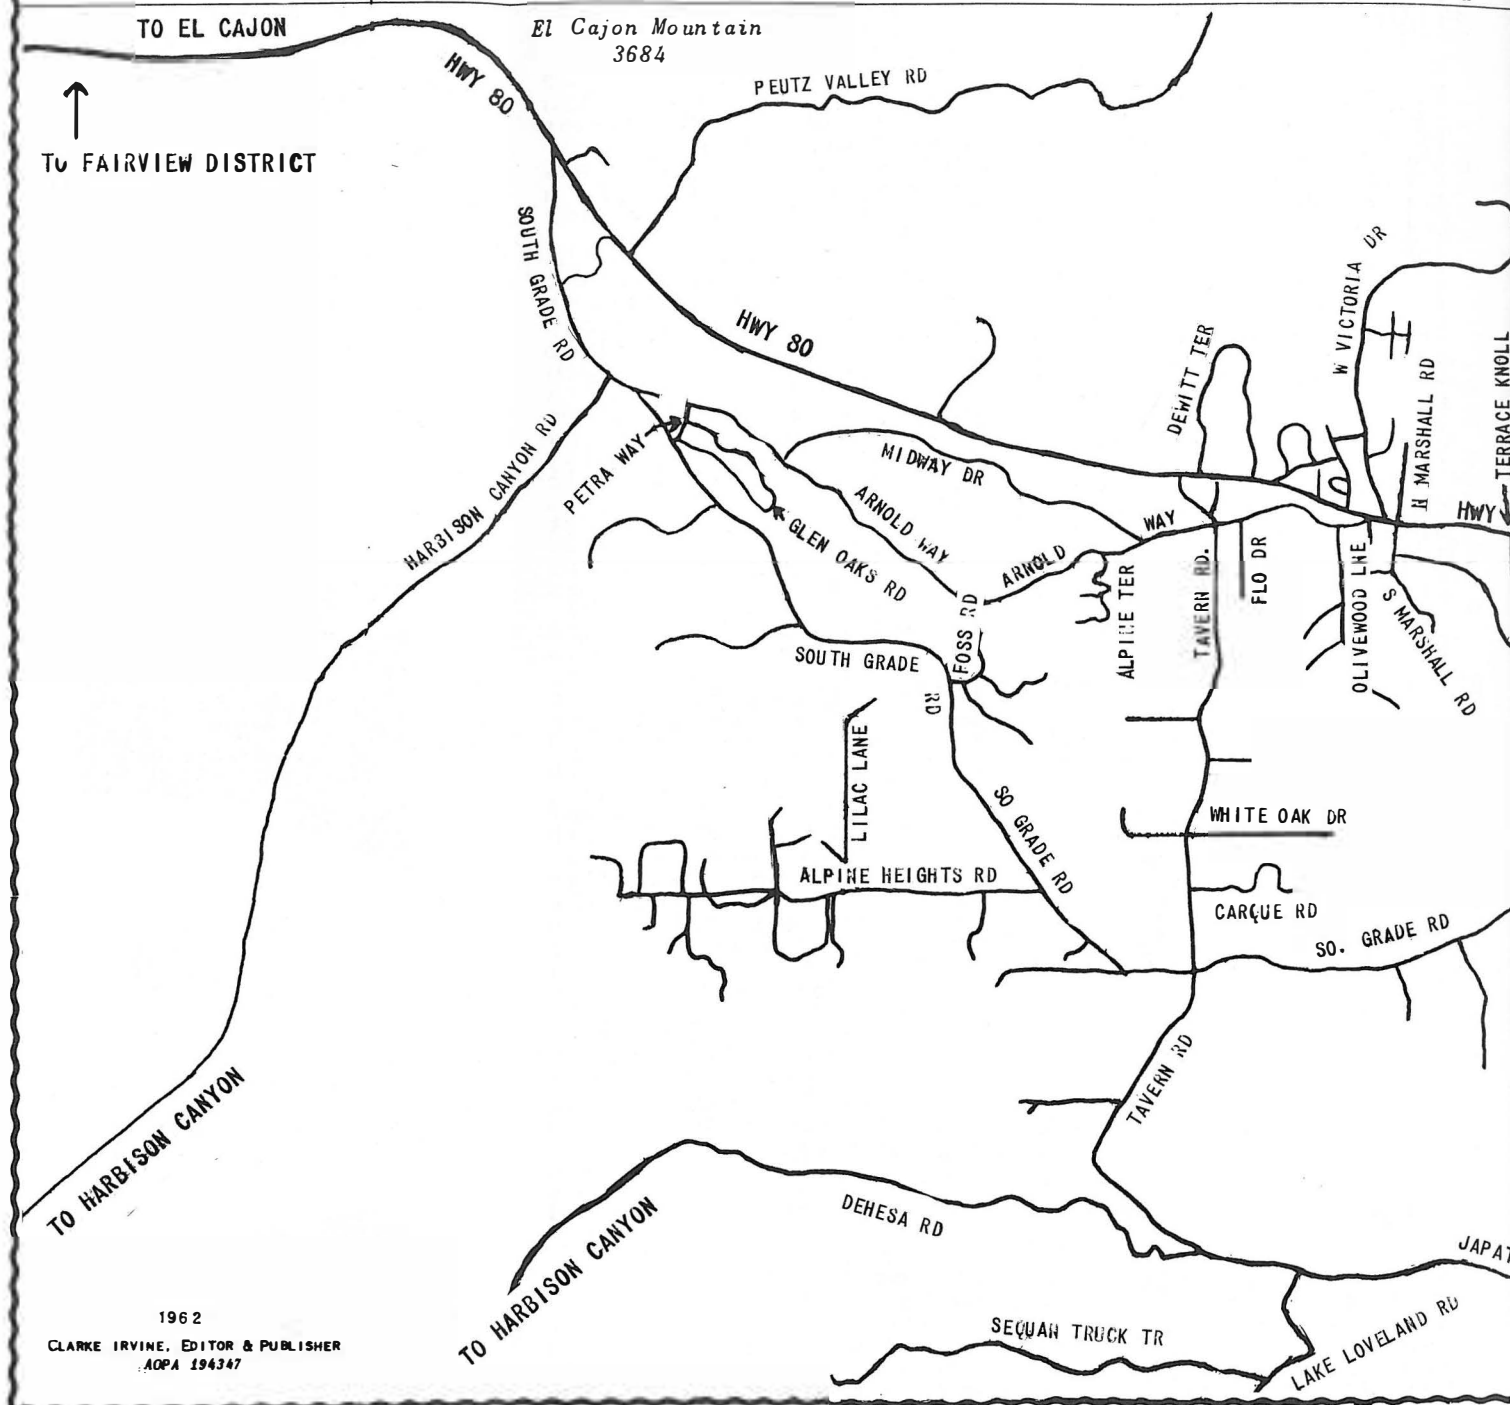 TO EL CAJON
El Cajon Mountain
3684
HWY 80
PEUTZ VALLEY RD
To FAIRVIEW DISTRICT
SOUTH GRADE RD
HWY 80
W VICTORIA DR
DEWITT TER
N MARSHALL RD
TERRACE KNOLL
HARBISON CANYON RD
PETRA WAY
MIDWAY DR
ARNOLD WAY
HWY
GLEN OAKS RD
ARNOLD WAY
FOSS RD
ALPINE TER
TAVERN RD.
FLO DR
OLIVEWOOD LNE
S MARSHALL RD
SOUTH GRADE RD
LILAC LANE
SO GRADE RD
WHITE OAK DR
ALPINE HEIGHTS RD
CARQUE RD
SO. GRADE RD
TAVERN RD
TO HARBISON CANYON
DEHESA RD
TO HARBISON CANYON
JAPAT
SEQUAN TRUCK TR
LAKE LOVELAND RD
1962
CLARKE IRVINE, EDITOR & PUBLISHER
AOPA 194347